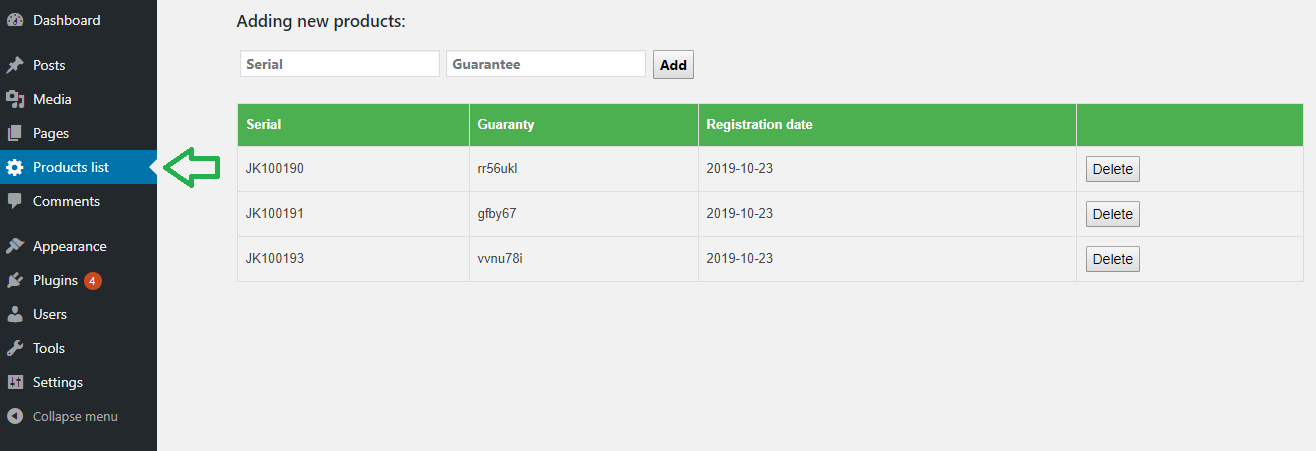 Dashboard
Posts
Media
Pages
Products list
Comments
Appearance
Plugins 4
Users
Tools
Settings
Collapse menu
Adding new products:
Serial Guarantee Add
Serial Guaranty Registration date
JK100190 rr56ukl 2019-10-23 Delete
JK100191 gfby67 2019-10-23 Delete
JK100193 vvnu78i 2019-10-23 Delete